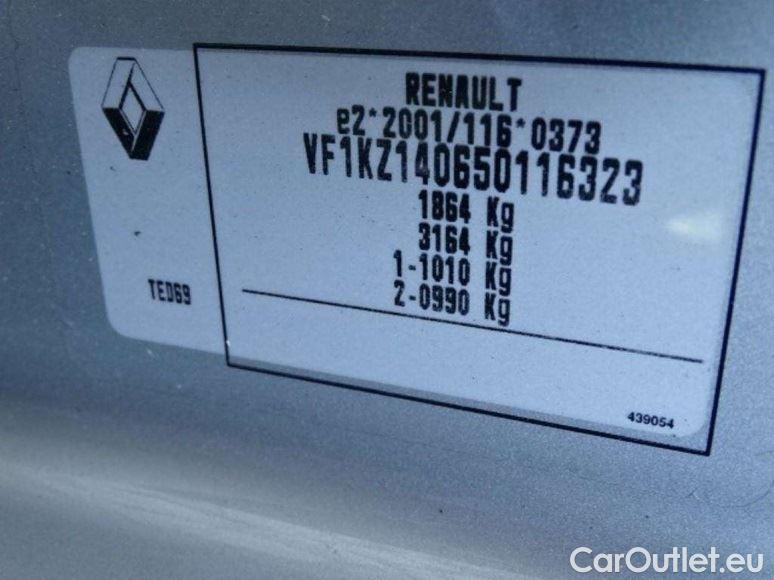 RENAULT
e2*2001/116*0373
VF1KZ140650116323
1864 Kg
3164 Kg
1-1010 Kg
2-0990 Kg
TED69
439054
CarOutlet.eu